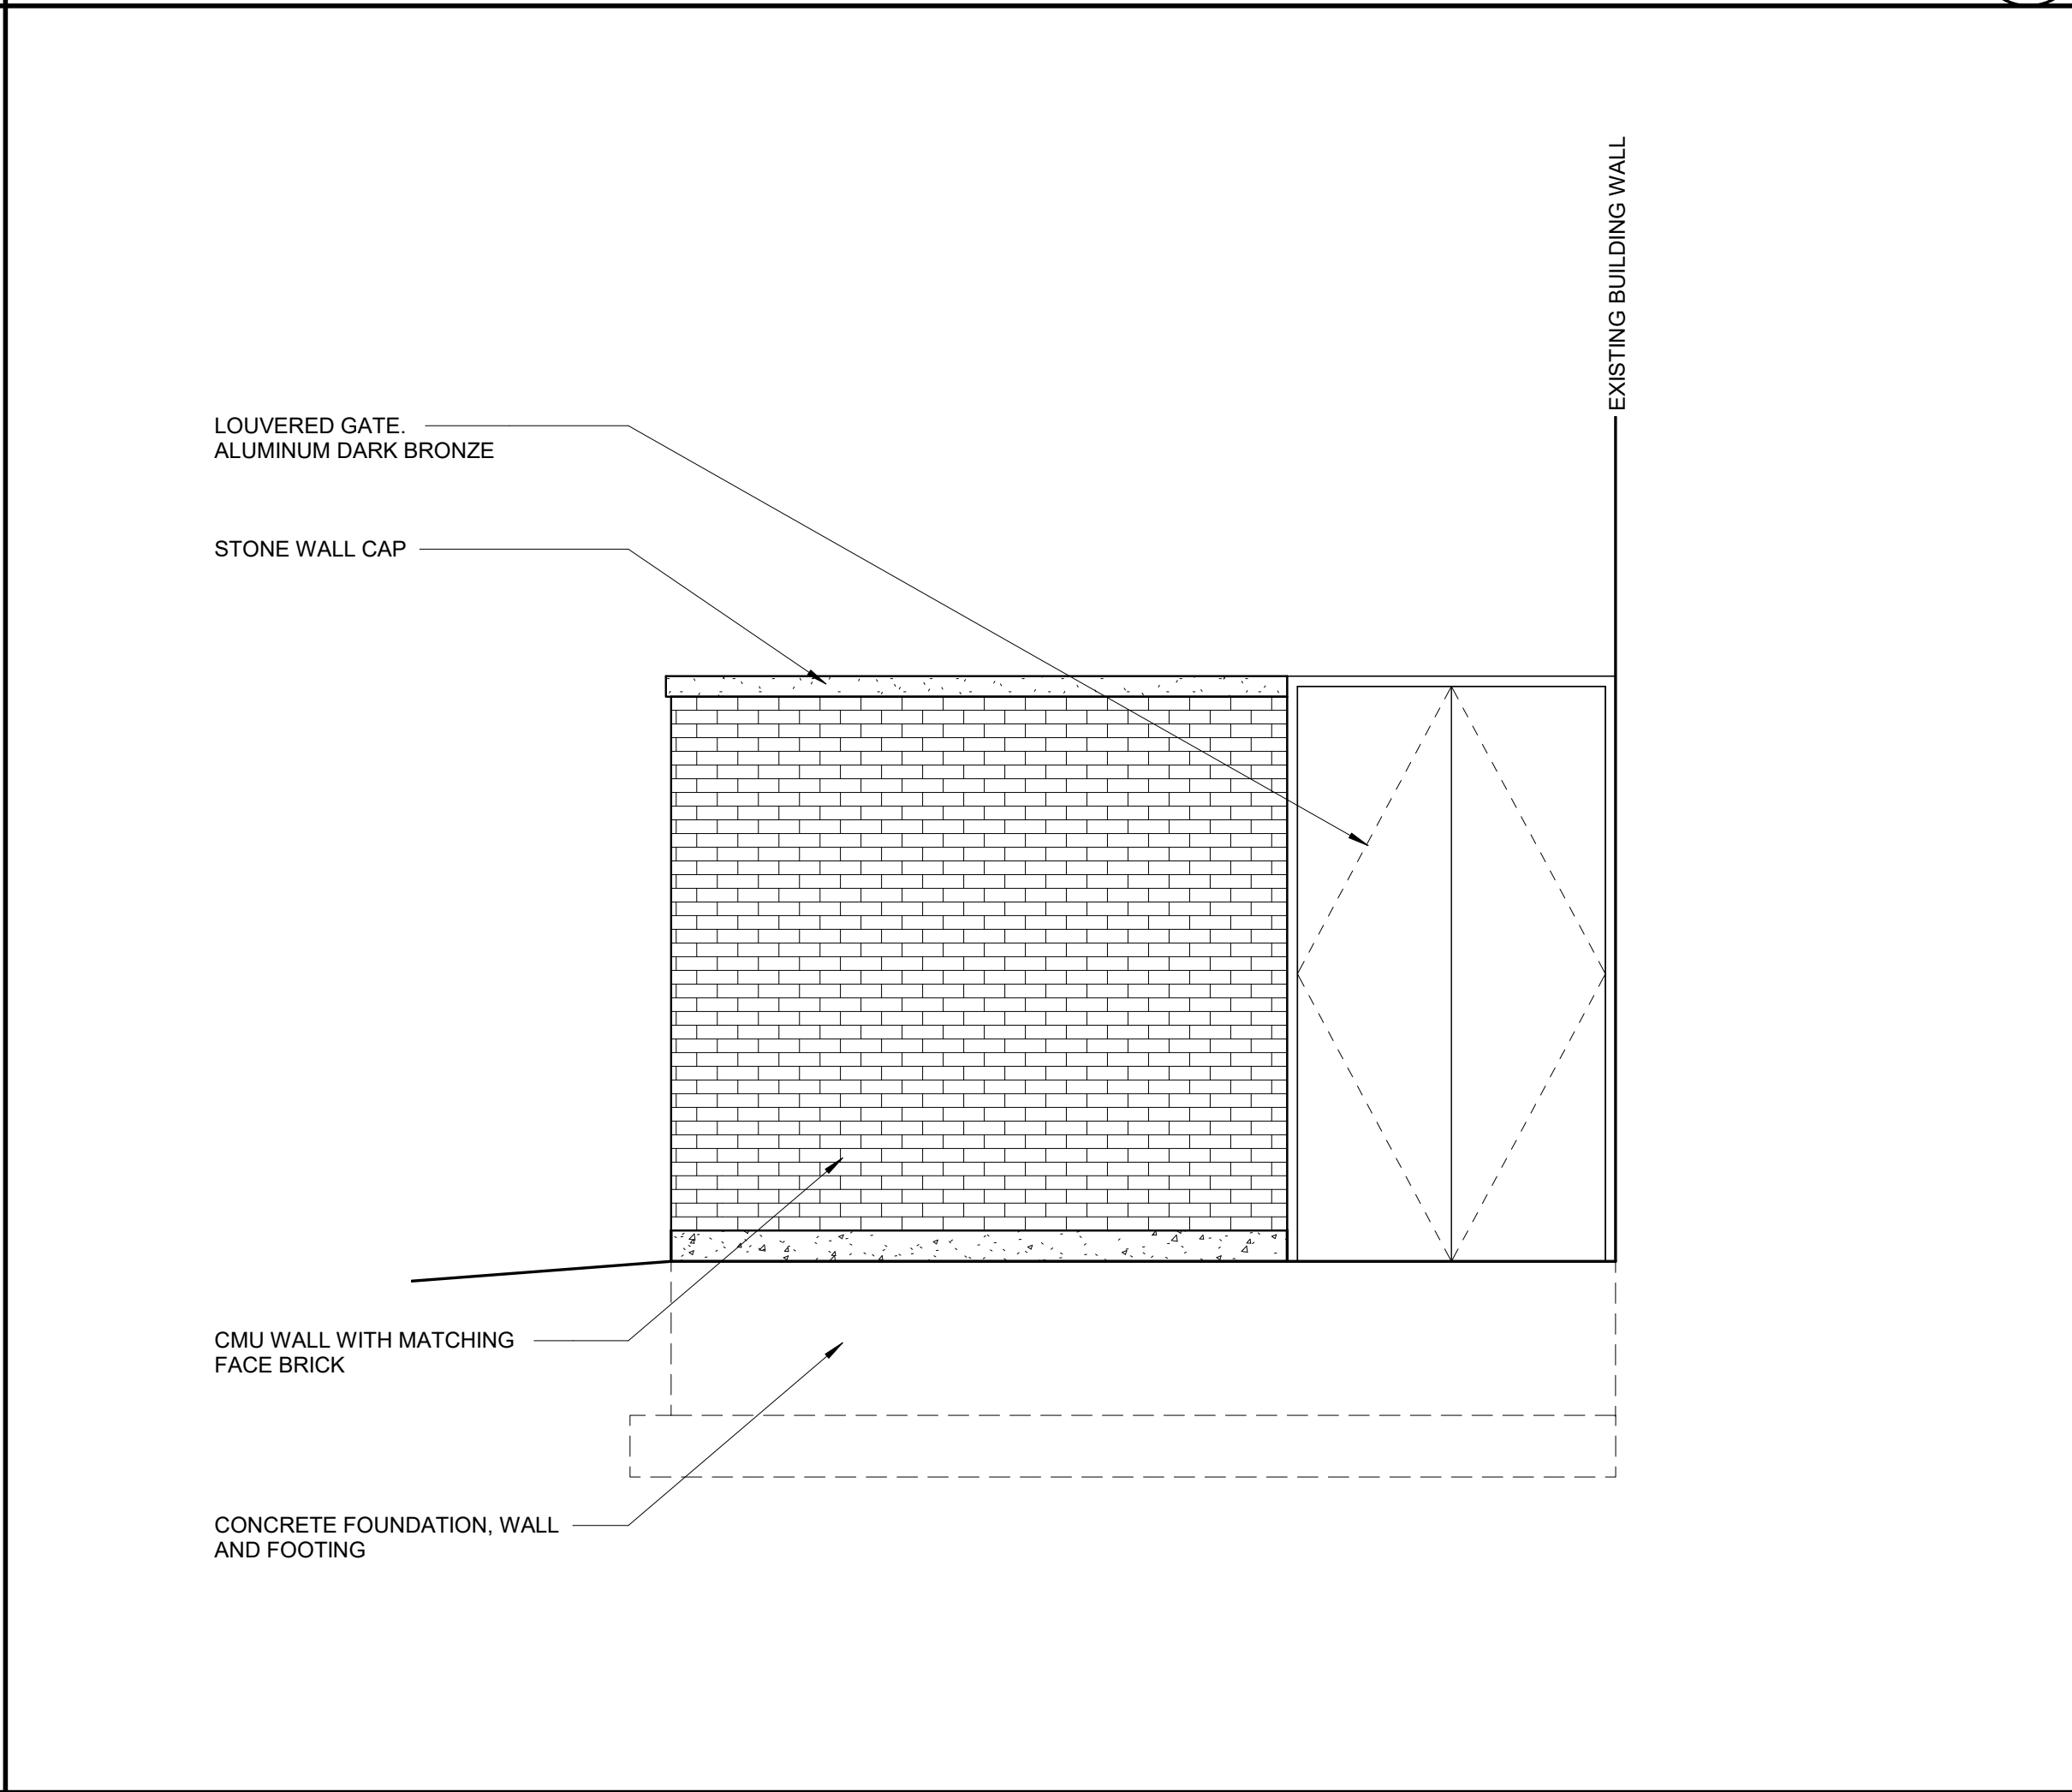 EXISTING BUILDING WALL
LOUVERED GATE.
ALUMINUM DARK BRONZE
STONE WALL CAP
CMU WALL WITH MATCHING
FACE BRICK
CONCRETE FOUNDATION, WALL
AND FOOTING